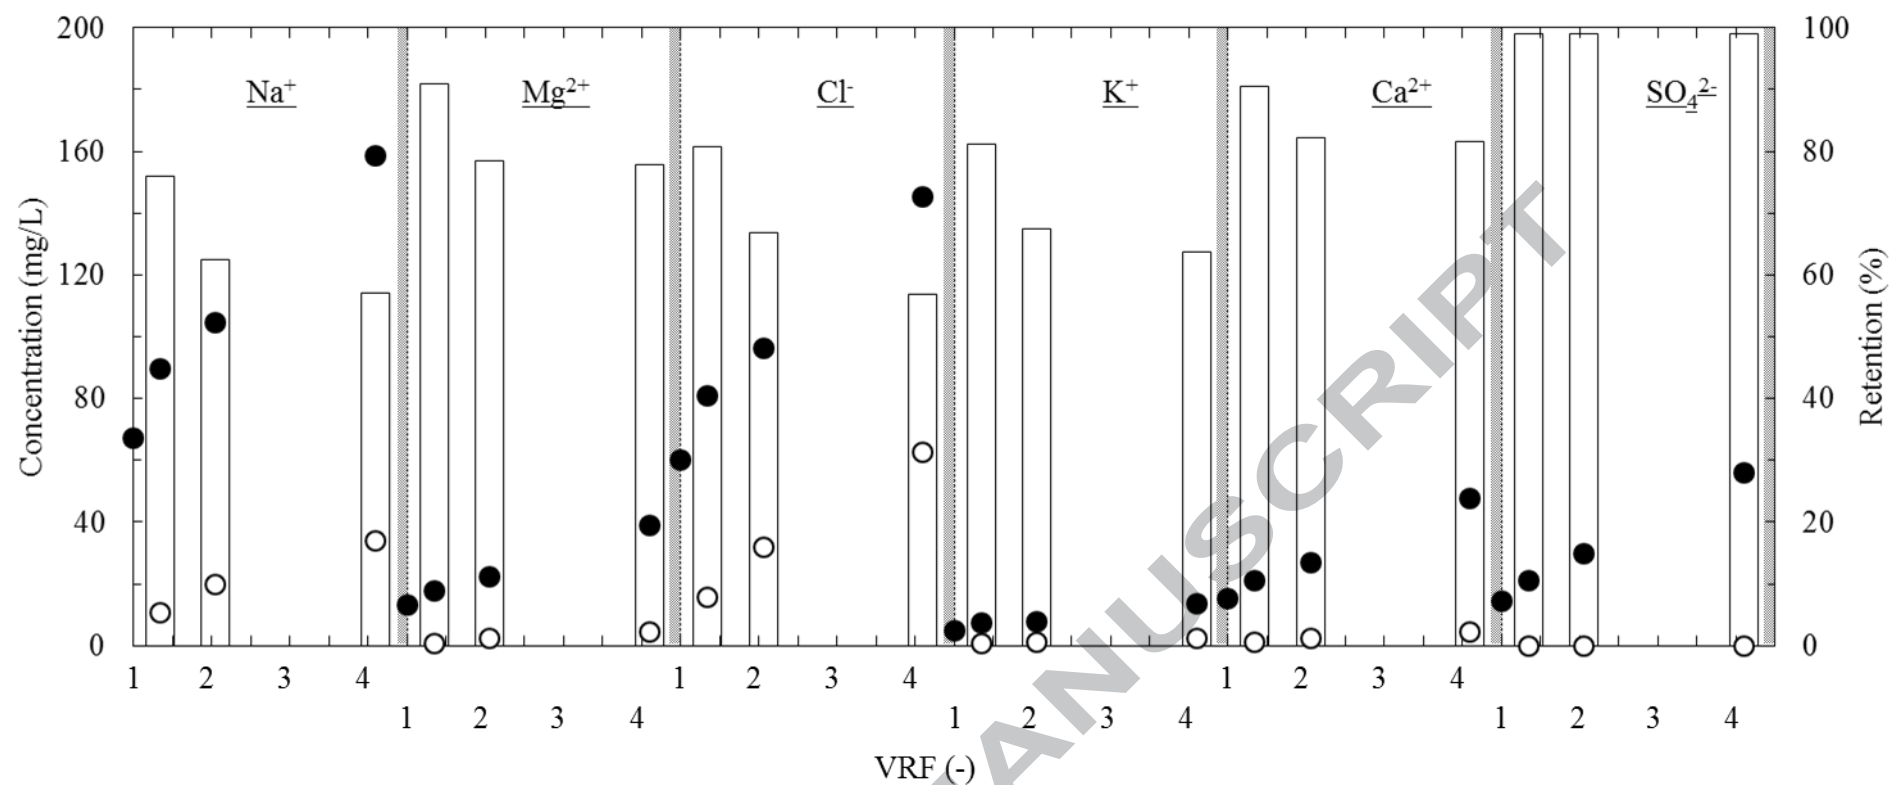 200
160
120
80
40
0
Concentration (mg/L)
Na⁺
Mg²⁺
Cl⁻
K⁺
Ca²⁺
SO₄²⁻
100
80
60
40
20
0
Retention (%)
1 2 3 4 1 2 3 4 1 2 3 4
1 2 3 4 1 2 3 4 1 2 3 4
VRF (-)
ANUSCRIPT